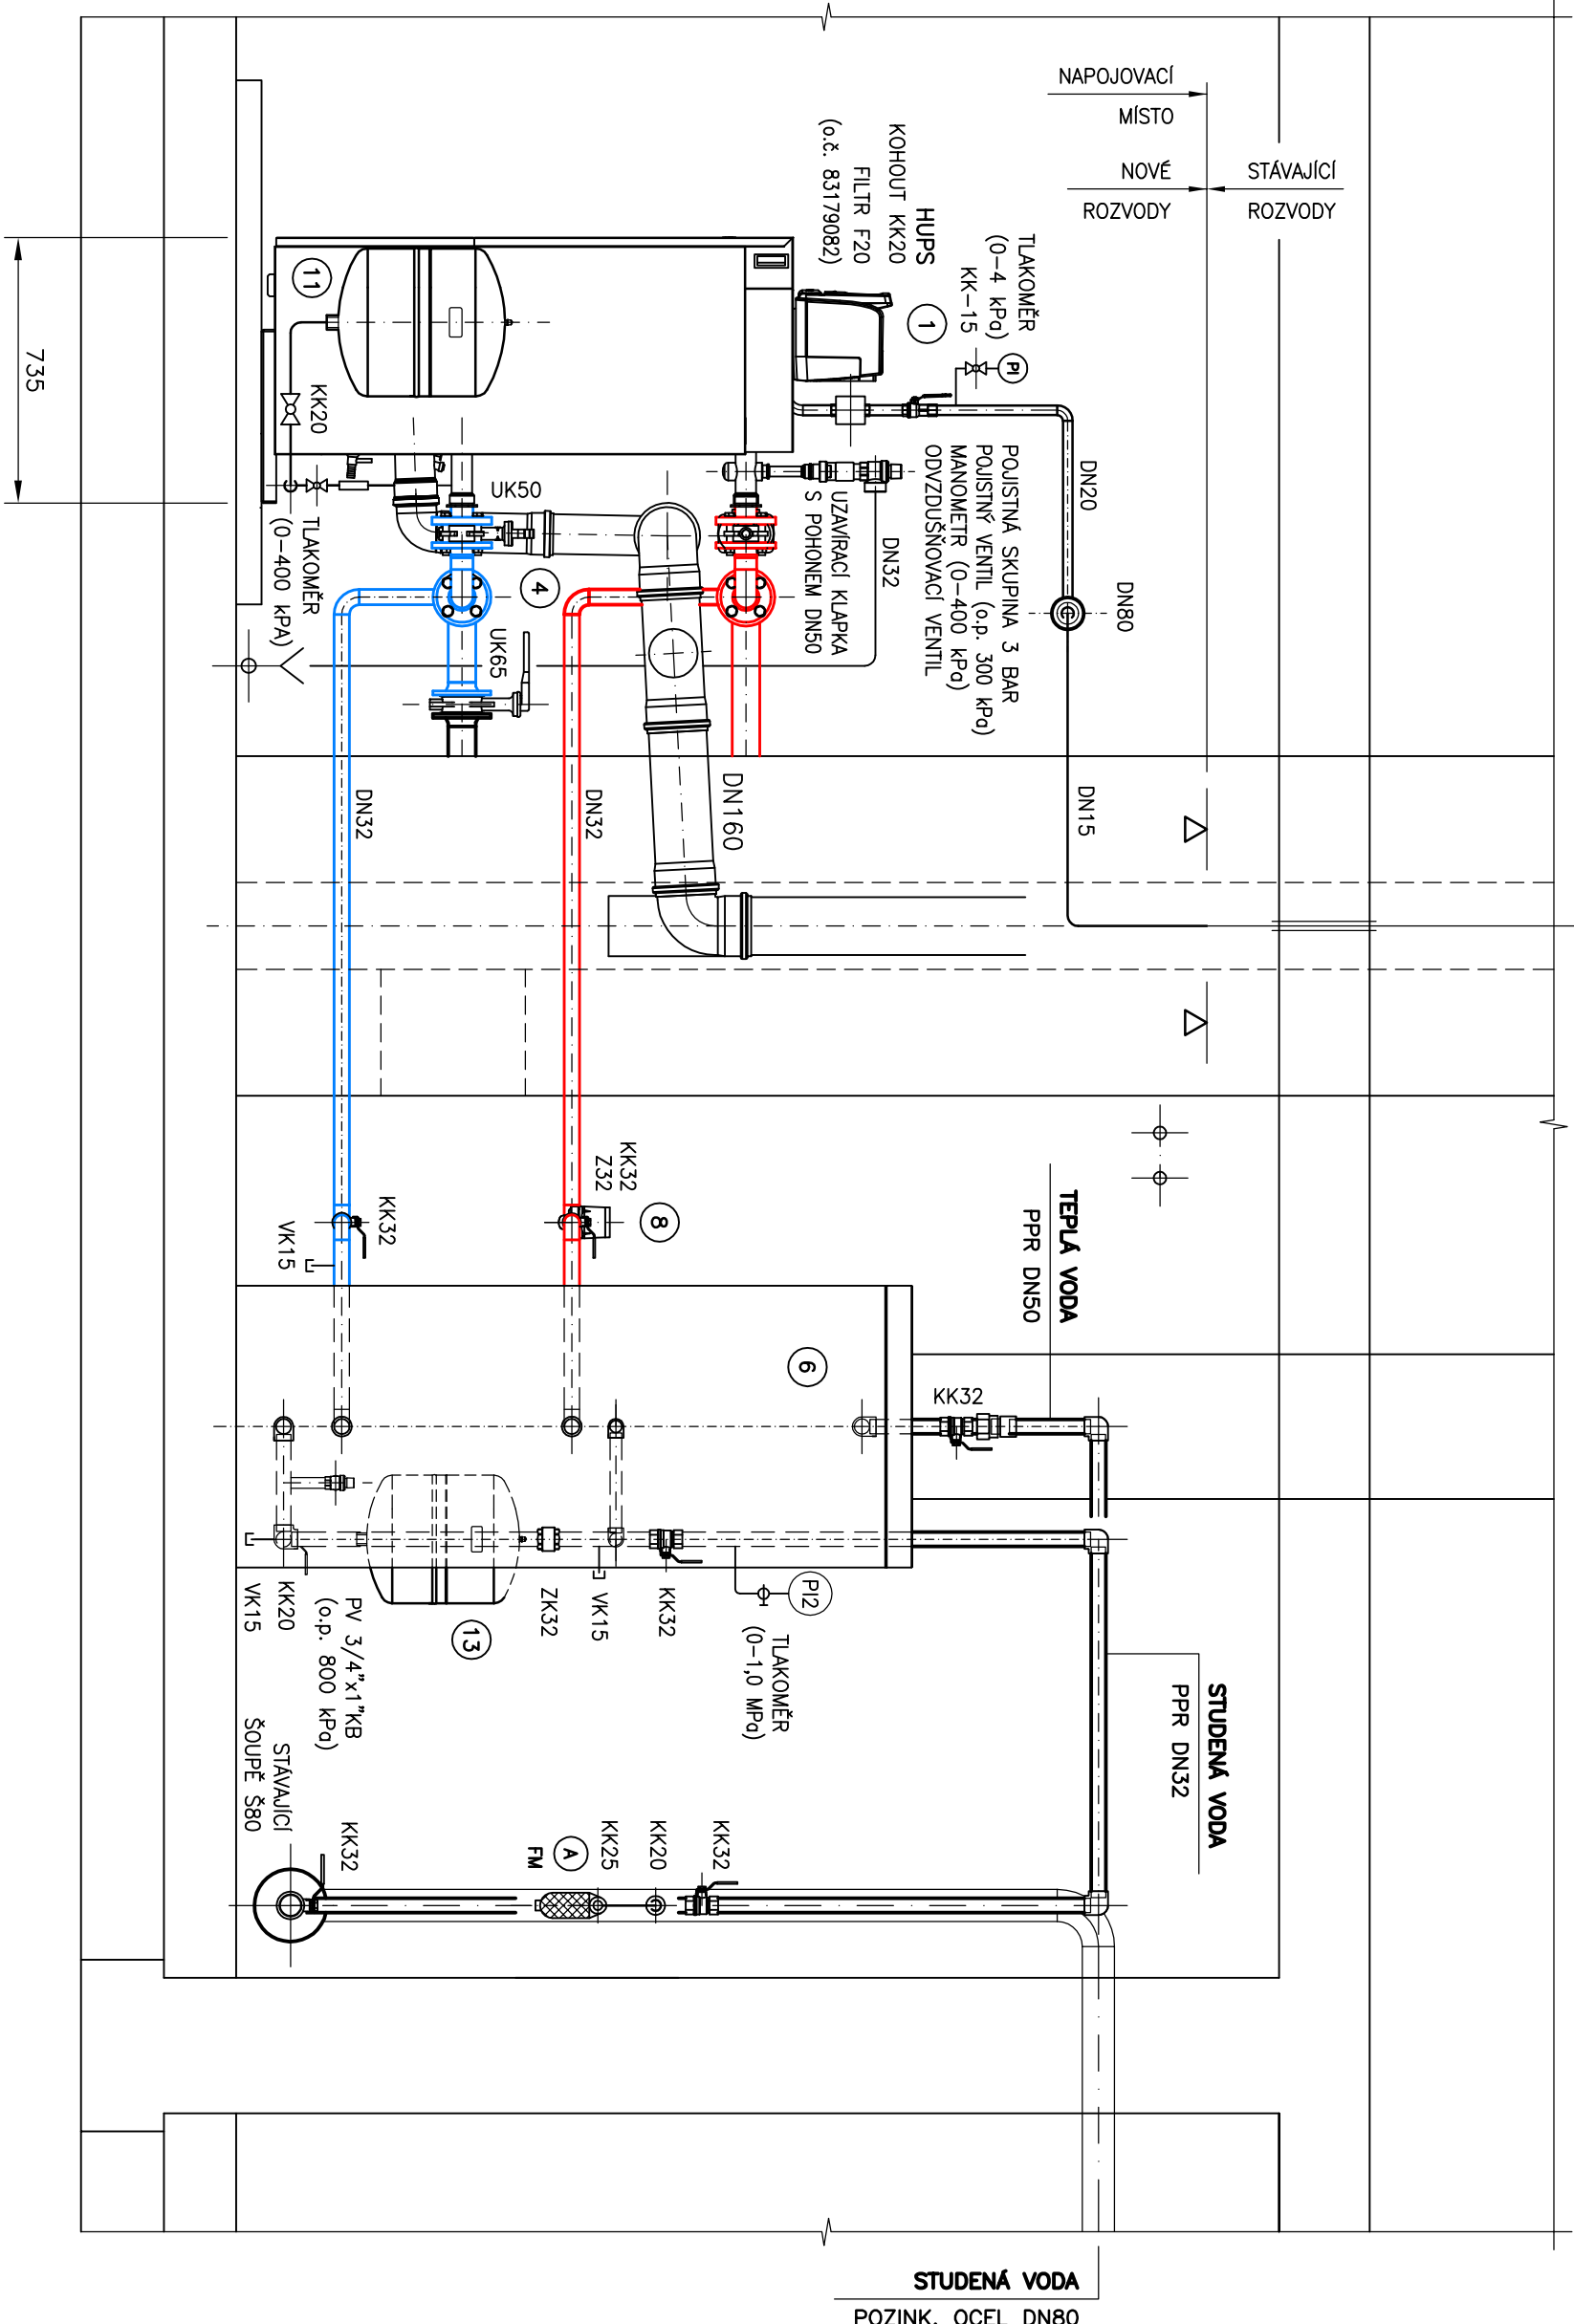 NAPOJOVACÍ
MÍSTO
NOVÉ
ROZVODY
STÁVAJÍCÍ
ROZVODY
HUPS
KOHOUT KK20
FILTR F20
(o.č. 83179082)
TLAKOMĚR
(0-4 kPa)
KK-15
PI
1
11
735
KK20
TLAKOMĚR
(0-400 kPA)
UK50
4
UK65
DN20
DN80
DN15
POJISTNÁ SKUPINA 3 BAR
POJISTNÝ VENTIL (o.p. 300 kPa)
MANOMETR (0-400 kPa)
ODVZDUŠŇOVACÍ VENTIL
DN32
UZAVÍRACÍ KLAPKA
S POHONEM DN50
DN160
DN32
DN32
KK32
Z32
8
KK32
VK15
TEPLÁ VODA
PPR DN50
6
KK32
PI2
TLAKOMĚR
(0-1,0 MPa)
KK32
VK15
ZK32
13
PV 3/4"x1"KB
(o.p. 800 kPa)
KK20
VK15
STUDENÁ VODA
PPR DN32
STÁVAJÍCÍ
ŠOUPĚ Š80
KK32
FM
A
KK25
KK20
KK32
STUDENÁ VODA
POZINK. OCEL DN80